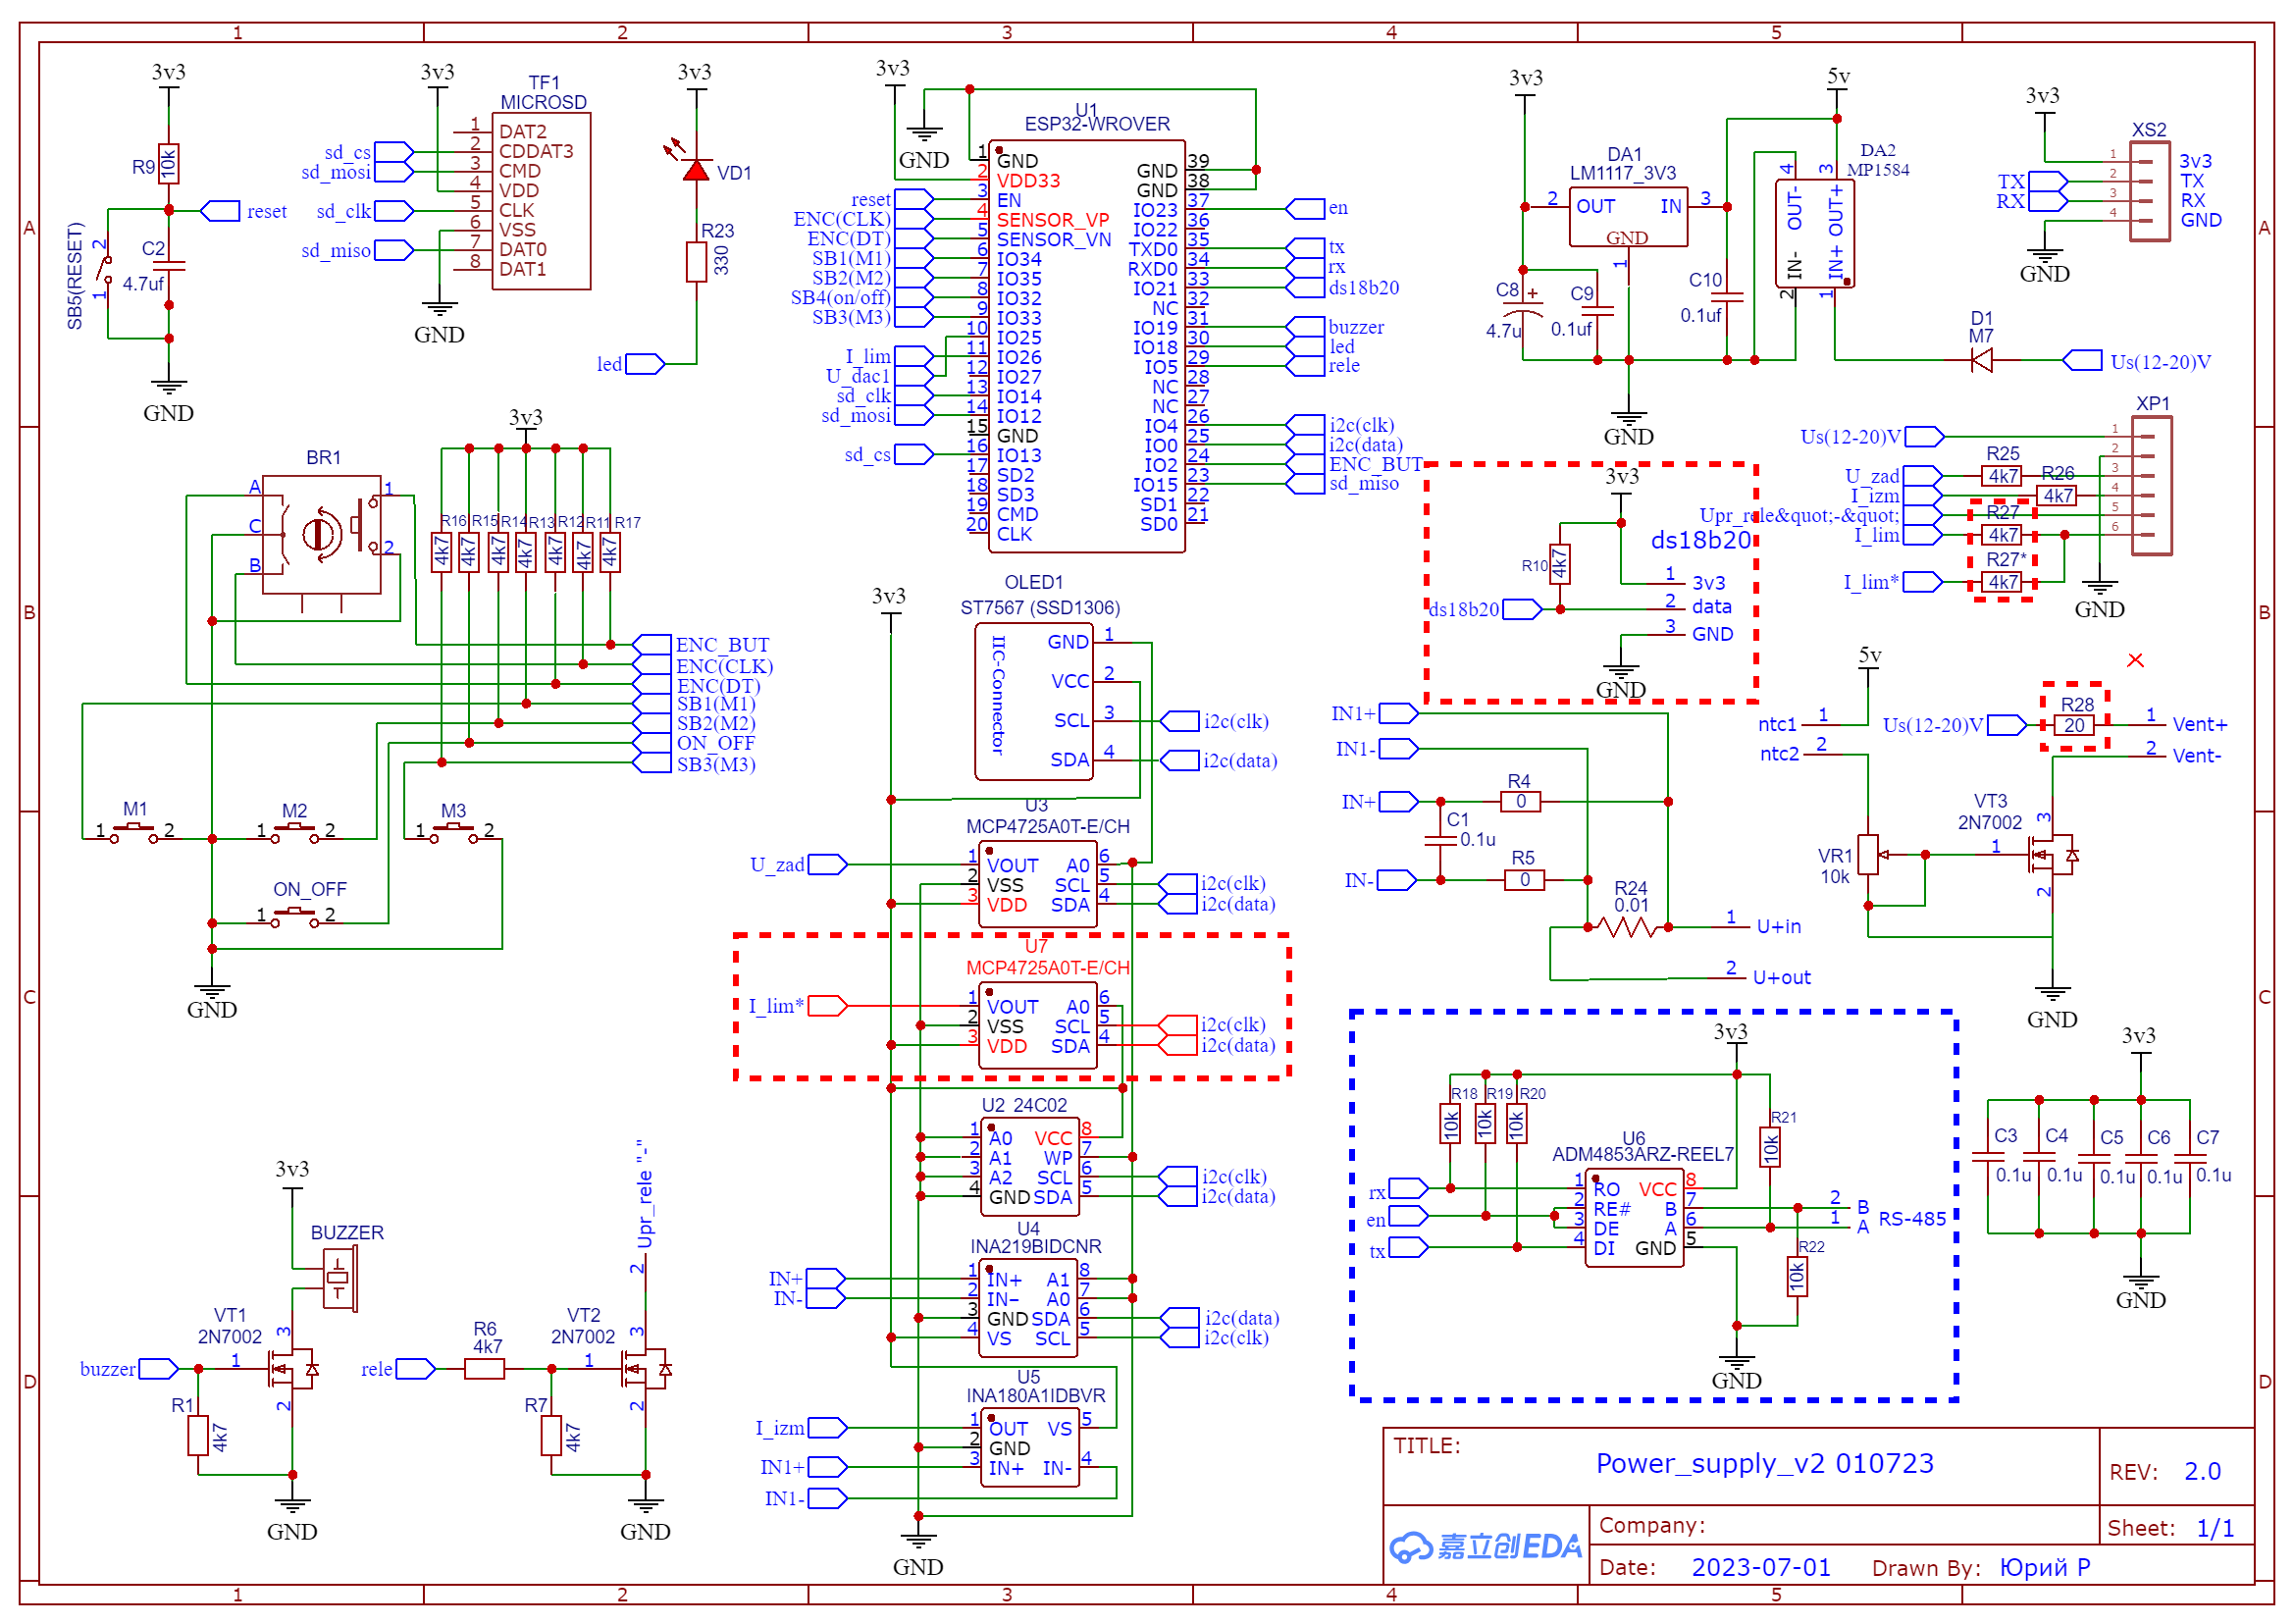 1 2 3 4 5
A
B
C
D
3v3
R9
10k
reset
SB5(RESET)
2
1
C2
4.7uf
GND
3v3
TF1
MICROSD
sd_cs
sd_mosi
sd_clk
sd_miso
1 DAT2
2 CDDAT3
3 CMD
4 VDD
5 CLK
6 VSS
7 DAT0
8 DAT1
GND
3v3
VD1
R23
330
led
3v3
GND
U1
ESP32-WROVER
reset
ENC(CLK)
ENC(DT)
SB1(M1)
SB2(M2)
SB4(on/off)
SB3(M3)
I_lim
U_dac1
sd_clk
sd_mosi
sd_cs
1 GND
2 VDD33
3 EN
4 SENSOR_VP
5 SENSOR_VN
6 IO34
7 IO35
8 IO32
9 IO33
10 IO25
11 IO26
12 IO27
13 IO14
14 IO12
15 GND
16 IO13
17 SD2
18 SD3
19 CMD
20 CLK
GND 39
GND 38
IO23 37
IO22 36
TXD0 35
RXD0 34
IO21 33
NC 32
IO19 31
IO18 30
IO5 29
NC 28
NC 27
IO4 26
IO0 25
IO2 24
IO15 23
SD1 22
SD0 21
en
tx
rx
ds18b20
buzzer
led
rele
i2c(clk)
i2c(data)
ENC_BUT
sd_miso
3v3
DA1
LM1117_3V3
2 OUT IN 3
GND
1
C8
+
4.7u
C9
0.1uf
C10
0.1uf
GND
5v
DA2
MP1584
4 3
OUT- OUT+
IN- IN+
2 1
D1
M7
Us(12-20)V
3v3
XS2
TX
RX
1 3v3
2 TX
3 RX
4 GND
GND
XP1
Us(12-20)V
U_zad
I_izm
Upr_rele&quot;-&quot;
I_lim
I_lim*
R25
4k7
R26
4k7
R27
4k7
R27*
4k7
1
2
3
4
5
6
GND
BR1
A
C
B
1
2
3v3
R16 R15 R14 R13 R12 R11 R17
4k7 4k7 4k7 4k7 4k7 4k7 4k7
ENC_BUT
ENC(CLK)
ENC(DT)
SB1(M1)
SB2(M2)
ON_OFF
SB3(M3)
M1
1 2
M2
1 2
M3
1 2
ON_OFF
1 2
GND
3v3
OLED1
ST7567 (SSD1306)
IIC-Connector
GND 1
VCC 2
SCL 3
SDA 4
i2c(clk)
i2c(data)
U3
MCP4725A0T-E/CH
U_zad
1 VOUT A0 6
2 VSS SCL 5
3 VDD SDA 4
i2c(clk)
i2c(data)
U7
MCP4725A0T-E/CH
I_lim*
1 VOUT A0 6
2 VSS SCL 5
3 VDD SDA 4
i2c(clk)
i2c(data)
U2 24C02
1 A0 VCC 8
2 A1 WP 7
3 A2 SCL 6
4 GND SDA 5
i2c(clk)
i2c(data)
U4
INA219BIDCNR
IN+
IN-
1 IN+ A1 8
2 IN- A0 7
3 GND SDA 6
4 VS SCL 5
i2c(data)
i2c(clk)
U5
INA180A1IDBVR
I_izm
IN1+
IN1-
1 OUT VS 5
2 GND
3 IN+ IN- 4
GND
3v3
R10
4k7
ds18b20
ds18b20
1 3v3
2 data
3 GND
GND
IN1+
IN1-
IN+
IN-
C1
0.1u
R4
0
R5
0
R24
0.01
1 U+in
2 U+out
5v
ntc1 1
ntc2 2
VR1
10k
Us(12-20)V
R28
20
1 Vent+
2 Vent-
VT3
2N7002
3
1
2
GND
3v3
R18 R19 R20
10k 10k 10k
R21
10k
R22
10k
U6
ADM4853ARZ-REEL7
rx
en
tx
1 RO VCC 8
2 RE# B 7
3 DE A 6
4 DI GND 5
2 B
1 A
RS-485
GND
3v3
C3 C4 C5 C6 C7
0.1u 0.1u 0.1u 0.1u 0.1u
GND
3v3
BUZZER
VT1
2N7002
3
1
2
buzzer
R1
4k7
GND
Upr_rele "-"
2
VT2
2N7002
3
1
2
rele
R6
4k7
R7
4k7
GND
TITLE:
Power_supply_v2 010723
REV: 2.0
嘉立创EDA
Company:
Sheet: 1/1
Date: 2023-07-01
Drawn By: Юрий Р
A
B
C
D
1 2 3 4 5